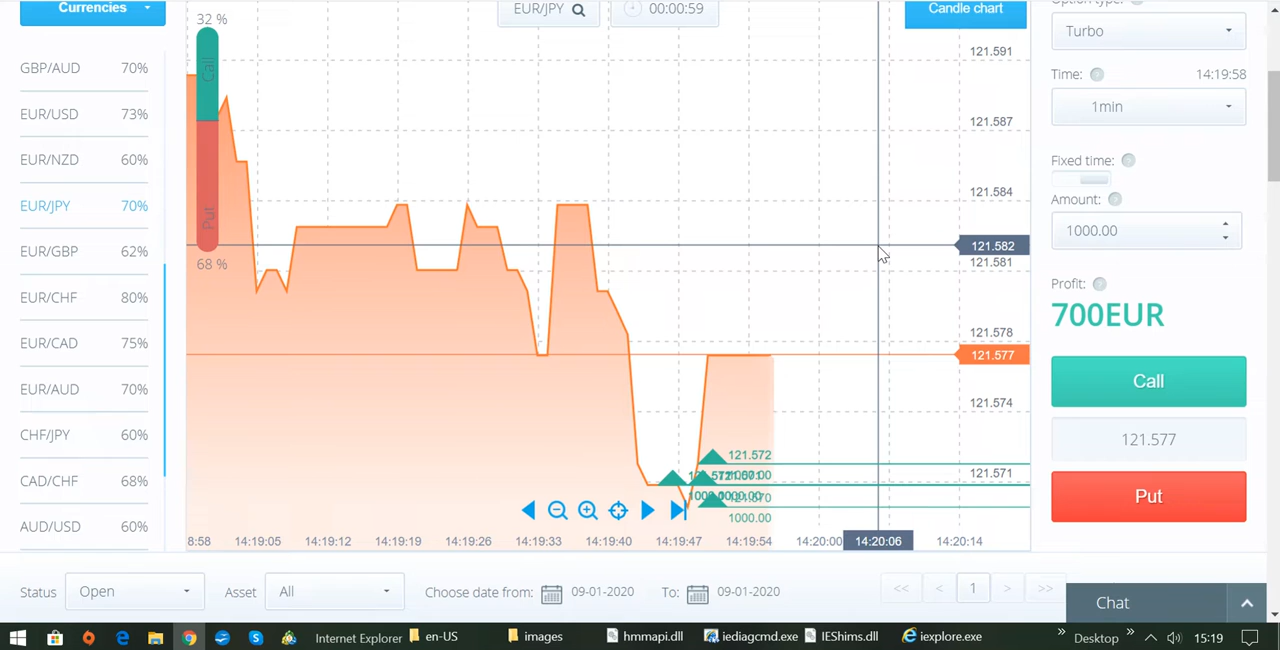 Currencies
GBP/AUD 70%
EUR/USD 73%
EUR/NZD 60%
EUR/JPY 70%
EUR/GBP 62%
EUR/CHF 80%
EUR/CAD 75%
EUR/AUD 70%
CHF/JPY 60%
CAD/CHF 68%
AUD/USD 60%
32 %
Call
Put
68 %
EUR/JPY
00:00:59
Candle chart
121.591
121.587
121.584
121.582
121.581
121.578
121.577
121.574
121.571
121.572
1000.00
8:58 14:19:05 14:19:12 14:19:19 14:19:26 14:19:33 14:19:40 14:19:47 14:19:54 14:20:00 14:20:06 14:20:14
Turbo
Time: 14:19:58
1min
Fixed time:
Amount:
1000.00
Profit:
700EUR
Call
121.577
Put
Status Open Asset All Choose date from: 09-01-2020 To: 09-01-2020 << < 1 > >>
Chat
Internet Explorer en-US images hmmapi.dll iediagcmd.exe IEShims.dll iexplore.exe Desktop 15:19